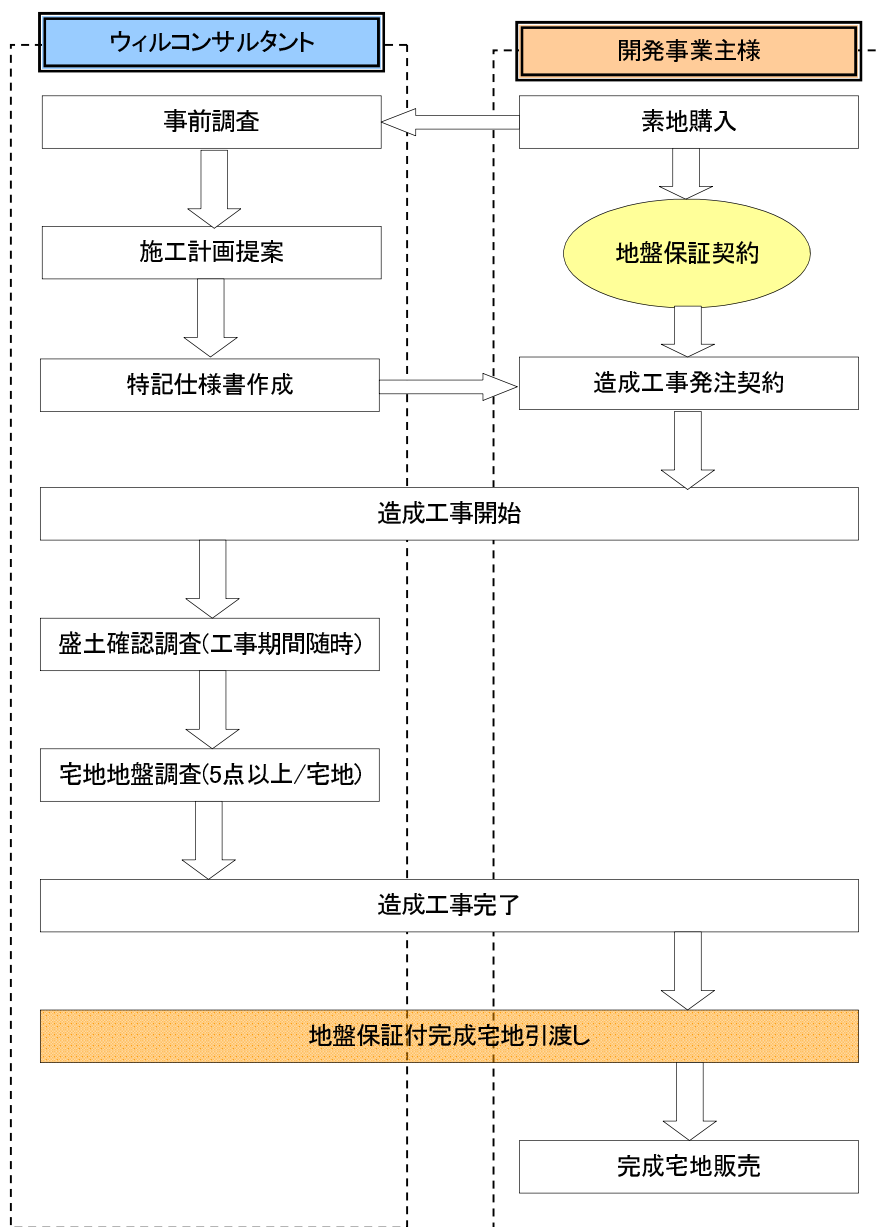 ウィルコンサルタント
開発事業主様
事前調査
素地購入
施工計画提案
地盤保証契約
特記仕様書作成
造成工事発注契約
造成工事開始
盛土確認調査(工事期間随時)
宅地地盤調査(5点以上/宅地)
造成工事完了
地盤保証付完成宅地引渡し
完成宅地販売